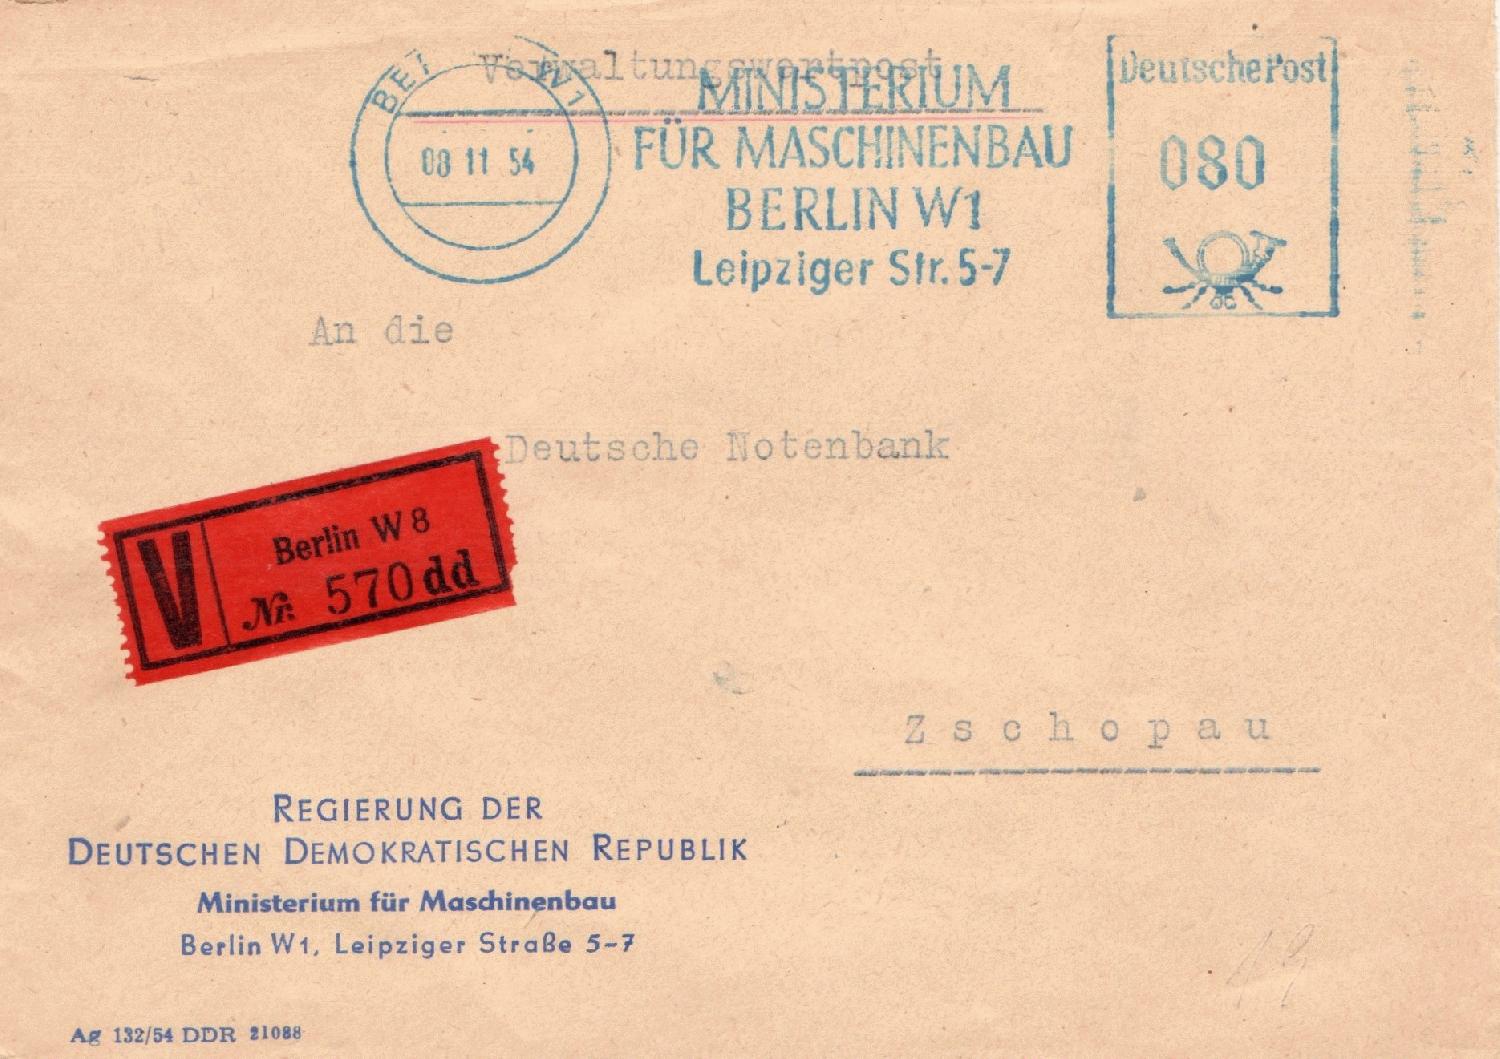 Verwaltungswertpost
MINISTERIUM
FÜR MASCHINENBAU
BERLIN W1
Leipziger Str. 5-7
W1
08 11 54
Deutsche Post
080
An die
Deutsche Notenbank
V
Berlin W 8
Nr. 570 dd
Zschopau
REGIERUNG DER
DEUTSCHEN DEMOKRATISCHEN REPUBLIK
Ministerium für Maschinenbau
Berlin W1, Leipziger Straße 5-7
Ag 132/54 DDR 21088